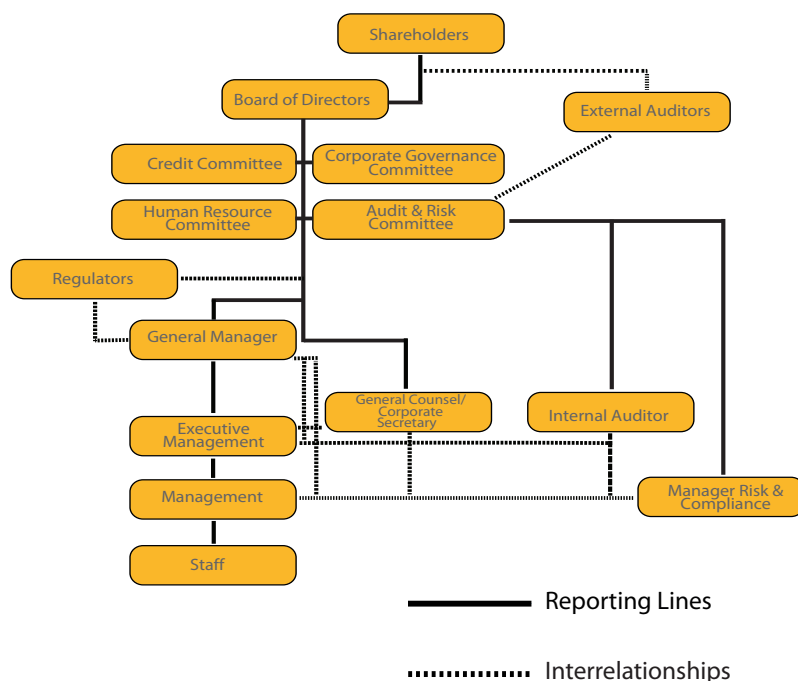 Shareholders
Board of Directors
External Auditors
Credit Committee
Corporate Governance
Committee
Human Resource
Committee
Audit & Risk
Committee
Regulators
General Manager
General Counsel/
Corporate
Secretary
Internal Auditor
Executive
Management
Management
Manager Risk &
Compliance
Staff
Reporting Lines
Interrelationships